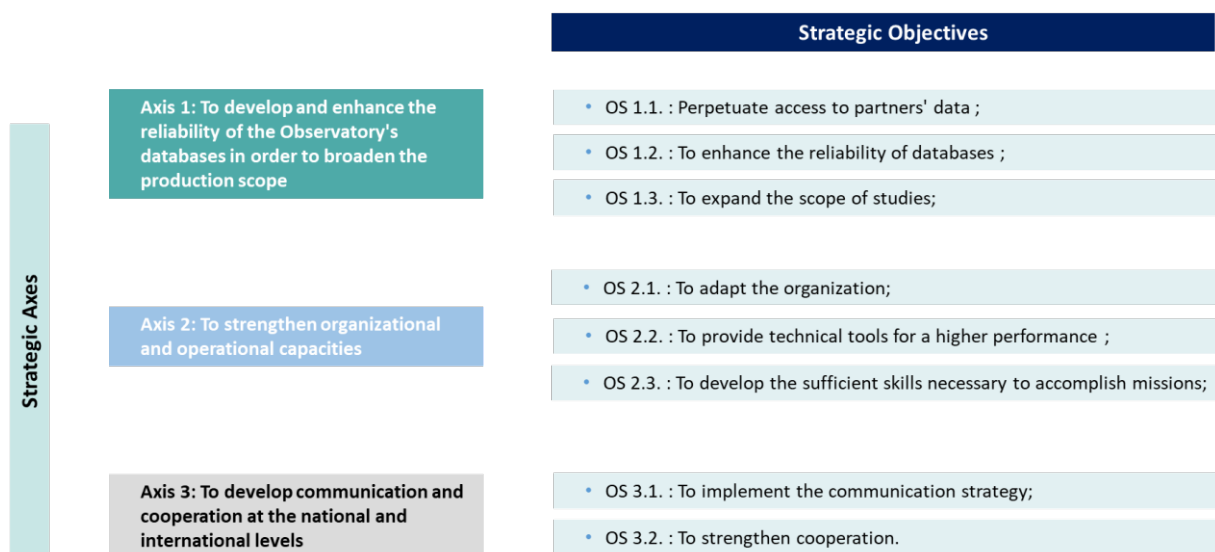 Strategic Objectives
Strategic Axes
Axis 1: To develop and enhance the
reliability of the Observatory's
databases in order to broaden the
production scope
• OS 1.1. : Perpetuate access to partners' data ;
• OS 1.2. : To enhance the reliability of databases ;
• OS 1.3. : To expand the scope of studies;
Axis 2: To strengthen organizational
and operational capacities
• OS 2.1. : To adapt the organization;
• OS 2.2. : To provide technical tools for a higher performance ;
• OS 2.3. : To develop the sufficient skills necessary to accomplish missions;
Axis 3: To develop communication and
cooperation at the national and
international levels
• OS 3.1. : To implement the communication strategy;
• OS 3.2. : To strengthen cooperation.